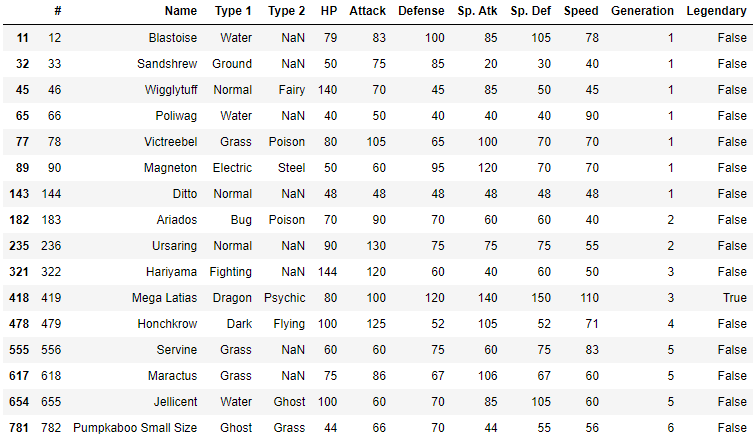 # Name Type 1 Type 2 HP Attack Defense Sp. Atk Sp. Def Speed Generation Legendary
11 12 Blastoise Water NaN 79 83 100 85 105 78 1 False
32 33 Sandshrew Ground NaN 50 75 85 20 30 40 1 False
45 46 Wigglytuff Normal Fairy 140 70 45 85 50 45 1 False
65 66 Poliwag Water NaN 40 50 40 40 40 90 1 False
77 78 Victreebel Grass Poison 80 105 65 100 70 70 1 False
89 90 Magneton Electric Steel 50 60 95 120 70 70 1 False
143 144 Ditto Normal NaN 48 48 48 48 48 48 1 False
182 183 Ariados Bug Poison 70 90 70 60 60 40 2 False
235 236 Ursaring Normal NaN 90 130 75 75 75 55 2 False
321 322 Hariyama Fighting NaN 144 120 60 40 60 50 3 False
418 419 Mega Latias Dragon Psychic 80 100 120 140 150 110 3 True
478 479 Honchkrow Dark Flying 100 125 52 105 52 71 4 False
555 556 Servine Grass NaN 60 60 75 60 75 83 5 False
617 618 Maractus Grass NaN 75 86 67 106 67 60 5 False
654 655 Jellicent Water Ghost 100 60 70 85 105 60 5 False
781 782 Pumpkaboo Small Size Ghost Grass 44 66 70 44 55 56 6 False